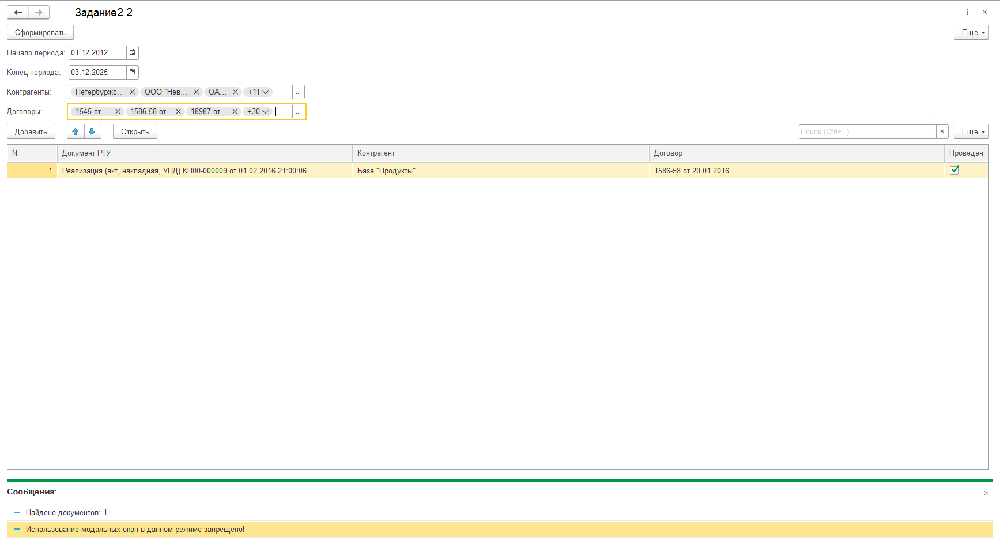 Задание2 2
Сформировать
Еще
Начало периода: 01.12.2012
Конец периода: 03.12.2025
Контрагенты: Петербуржс... ООО "Нев... ОА... +11 ...
Договоры: 1545 от ... 1586-58 от... 18987 от ... +30 ...
Добавить Открыть Поиск (Ctrl+F) × Еще
N Документ РТУ Контрагент Договор Проведен
1 Реализация (акт, накладная, УПД) КП00-000009 от 01.02.2016 21:00:06 База "Продукты" 1586-58 от 20.01.2016
Сообщения:
Найдено документов: 1
Использование модальных окон в данном режиме запрещено!